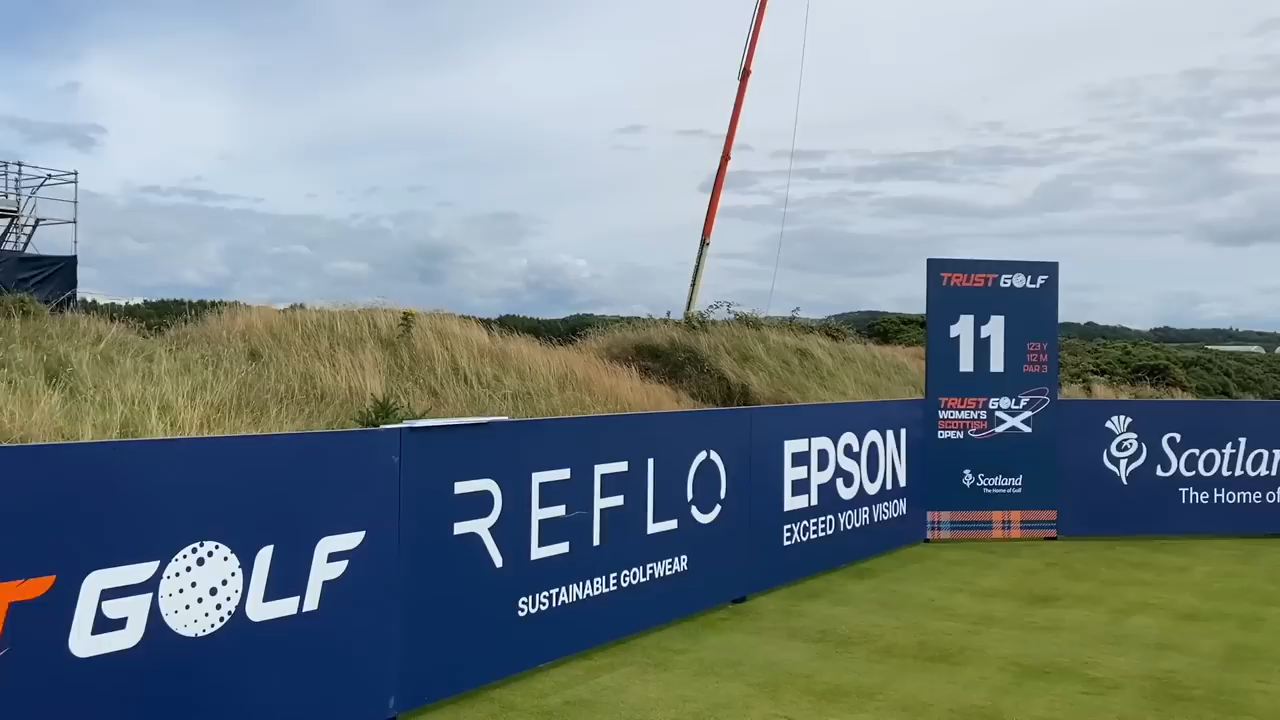 TRUST GOLF
11
123 Y
112 M
PAR 3
TRUST GOLF
WOMEN'S
SCOTTISH
OPEN
Scotland
The Home of Golf
T GOLF
REFLO
SUSTAINABLE GOLFWEAR
EPSON
EXCEED YOUR VISION
Scotlan
The Home of